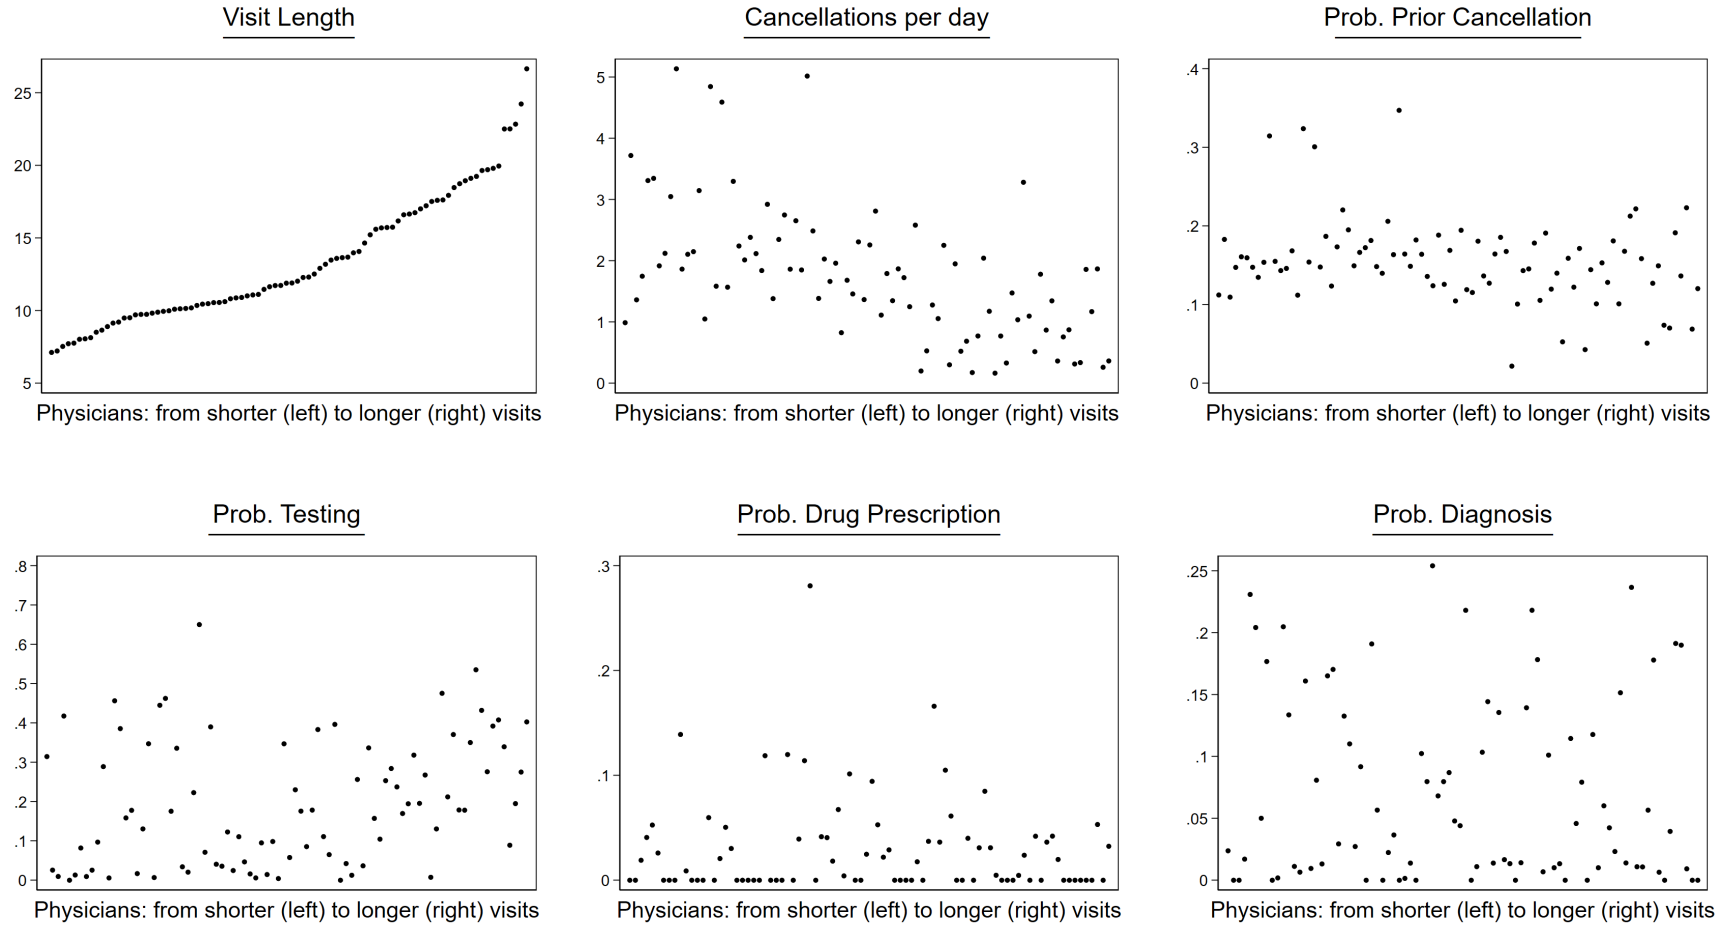 Visit Length
Cancellations per day
Prob. Prior Cancellation
25
20
15
10
5
5
4
3
2
1
0
.4
.3
.2
.1
0
Physicians: from shorter (left) to longer (right) visits
Physicians: from shorter (left) to longer (right) visits
Physicians: from shorter (left) to longer (right) visits
Prob. Testing
Prob. Drug Prescription
Prob. Diagnosis
.8
.7
.6
.5
.4
.3
.2
.1
0
.3
.2
.1
0
.25
.2
.15
.1
.05
0
Physicians: from shorter (left) to longer (right) visits
Physicians: from shorter (left) to longer (right) visits
Physicians: from shorter (left) to longer (right) visits